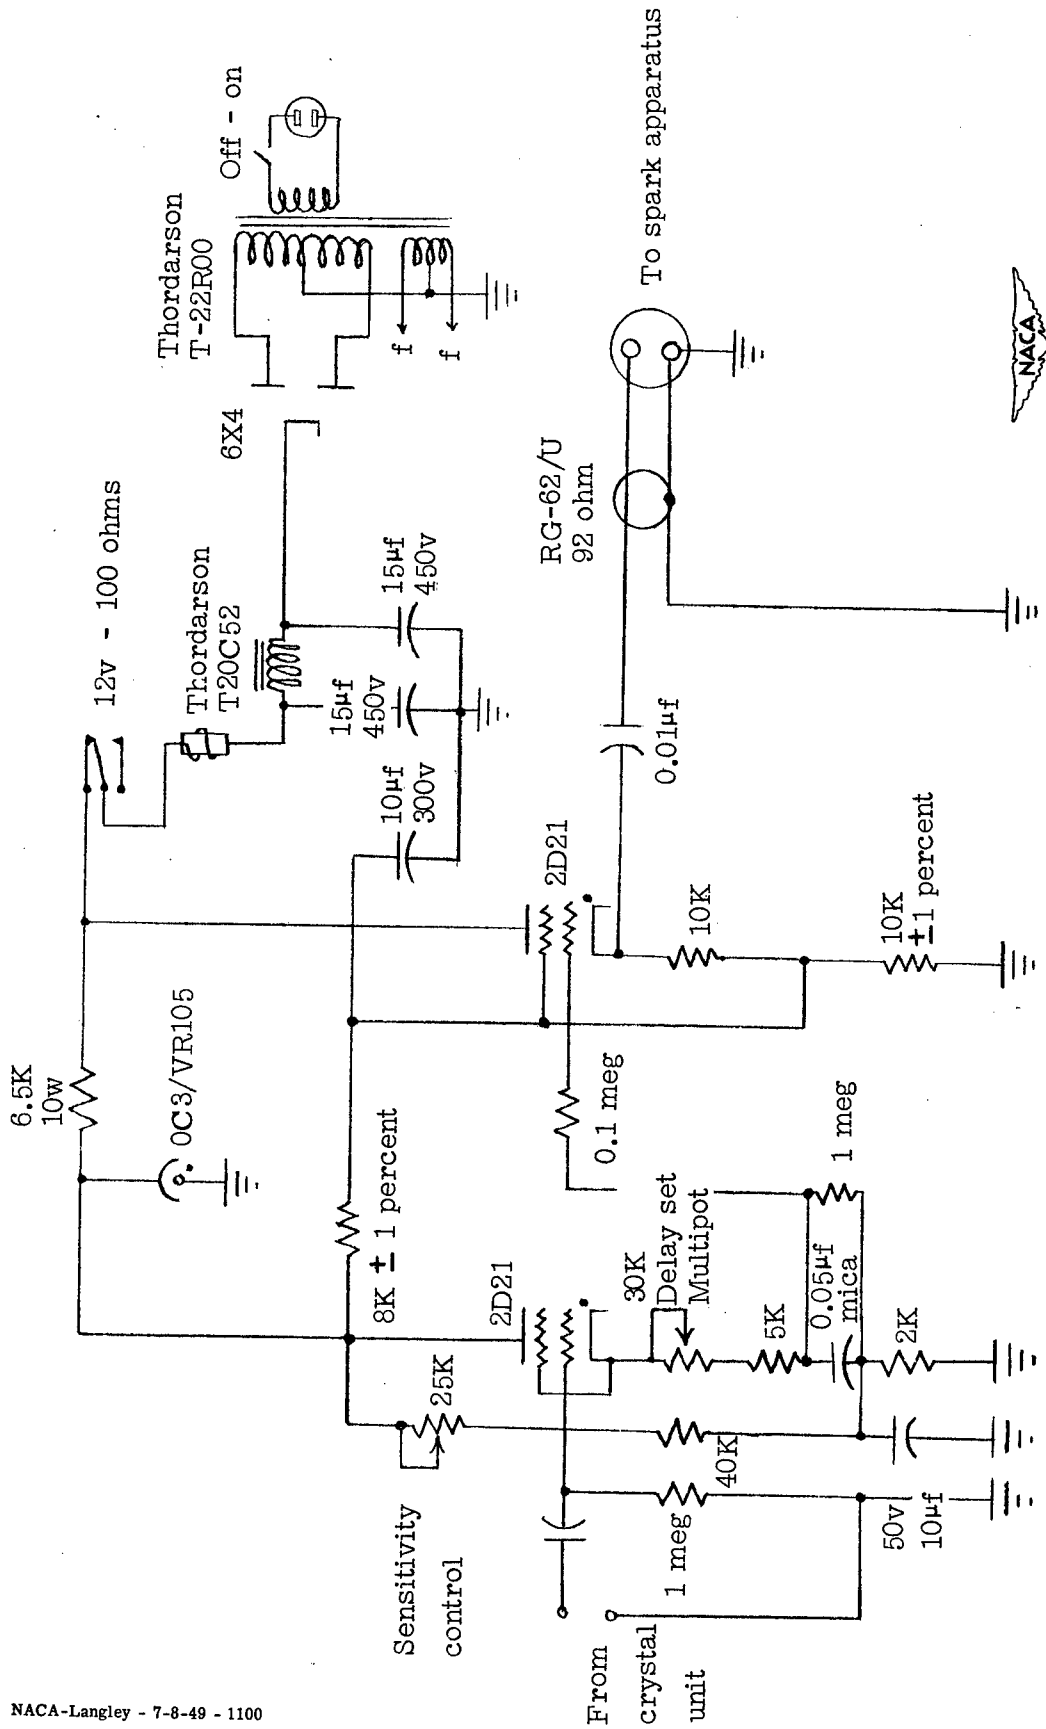 Off - on
Thordarson
T-22R00
f
f
6X4
12v - 100 ohms
Thordarson
T20C52
15μf
450v
15μf
450v
10μf
300v
To spark apparatus
RG-62/U
92 ohm
0.01μf
2D21
10K
10K
±1 percent
6.5K
10w
0C3/VR105
8K ± 1 percent
0.1 meg
1 meg
2D21
30K
Delay set
Multipot
5K
0.05μf
mica
2K
25K
Sensitivity
control
40K
1 meg
50v
10μf
From
crystal
unit
NACA
NACA-Langley - 7-8-49 - 1100